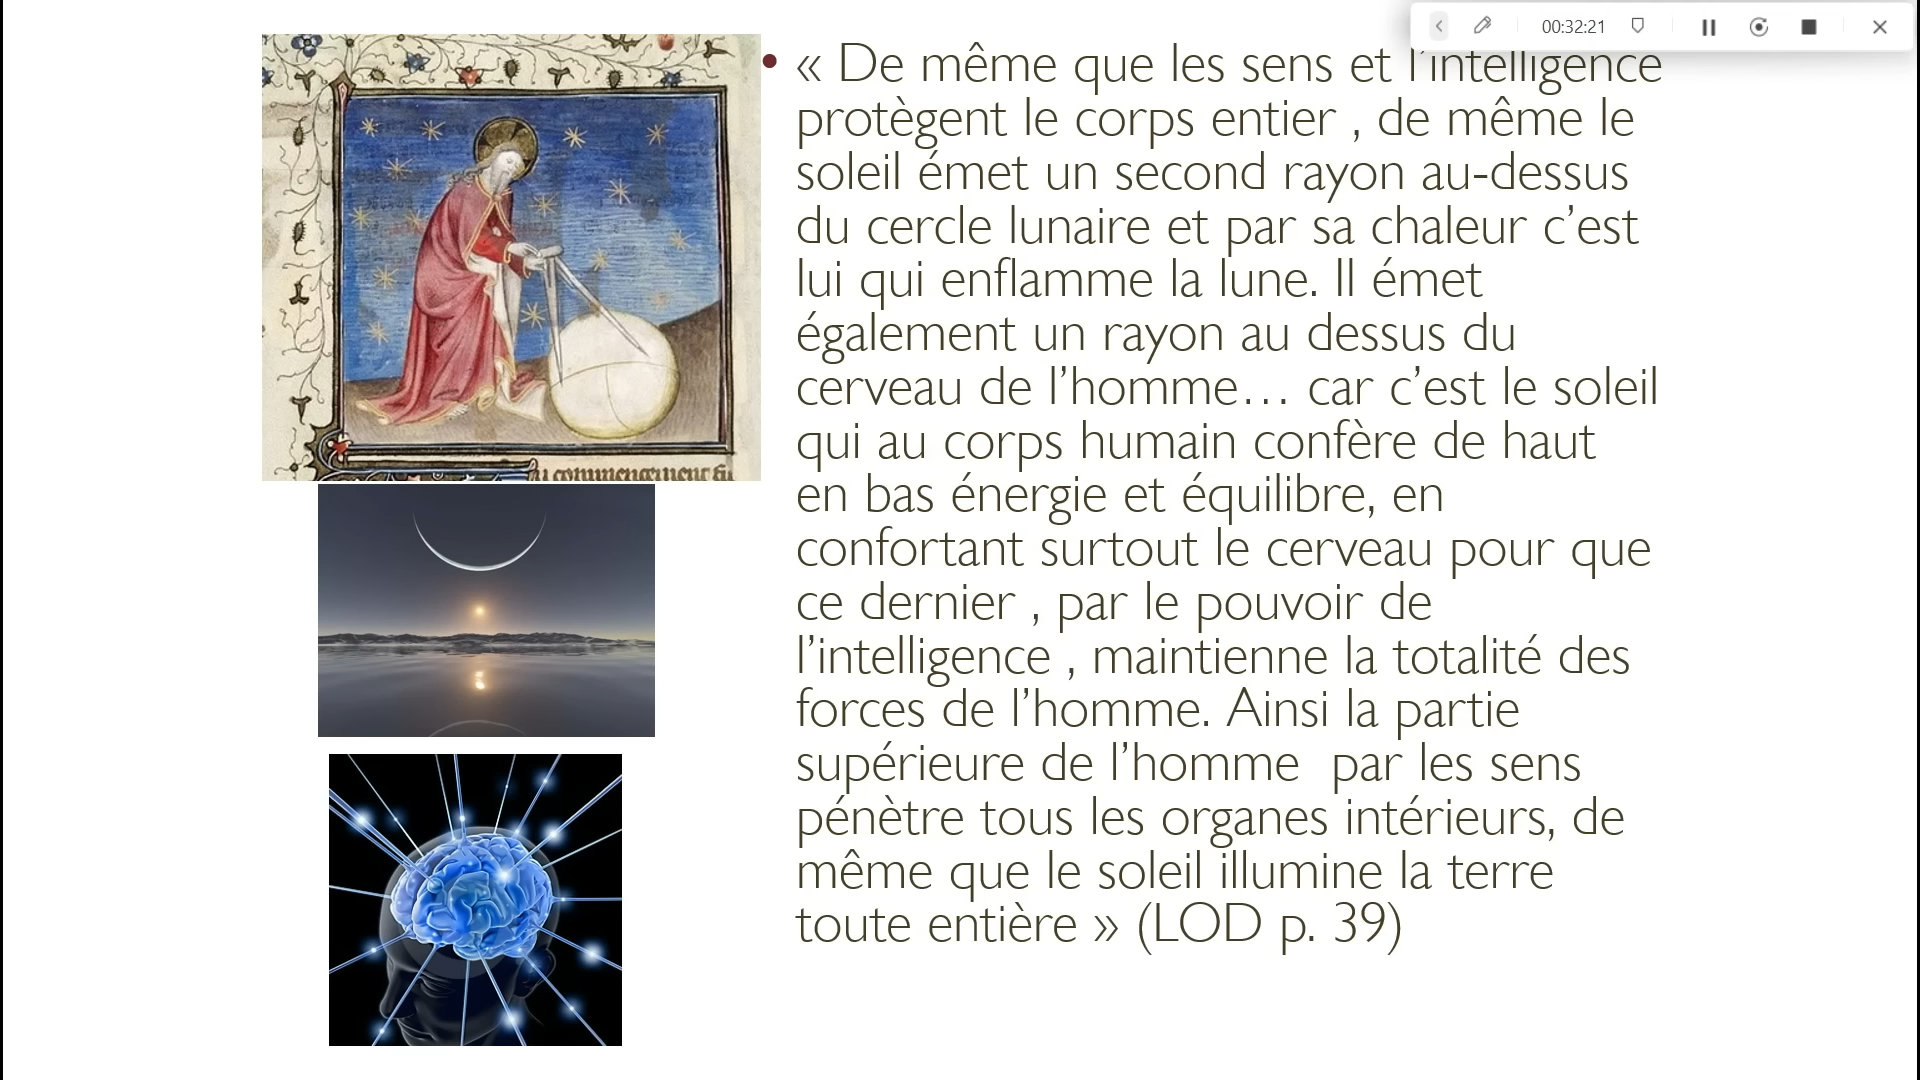 00:32:21
• « De même que les sens et l’intelligence
protègent le corps entier , de même le
soleil émet un second rayon au-dessus
du cercle lunaire et par sa chaleur c’est
lui qui enflamme la lune. Il émet
également un rayon au dessus du
cerveau de l’homme… car c’est le soleil
qui au corps humain confère de haut
en bas énergie et équilibre, en
confortant surtout le cerveau pour que
ce dernier , par le pouvoir de
l’intelligence , maintienne la totalité des
forces de l’homme. Ainsi la partie
supérieure de l’homme  par les sens
pénètre tous les organes intérieurs, de
même que le soleil illumine la terre
toute entière » (LOD p. 39)